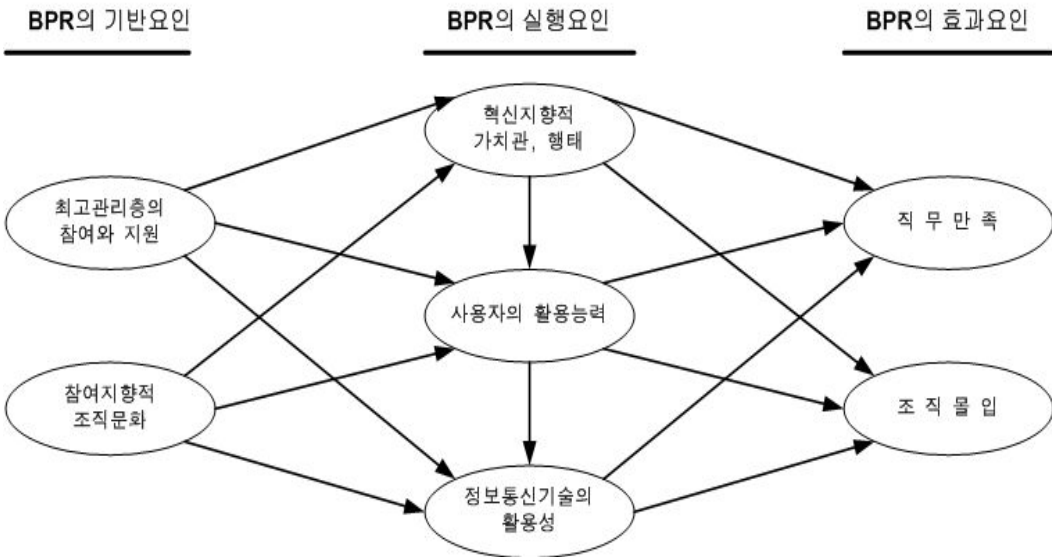 BPR의 기반요인
BPR의 실행요인
BPR의 효과요인
혁신지향적
가치관, 행태
최고관리층의
참여와 지원
직 무 만 족
사용자의 활용능력
참여지향적
조직문화
조 직 몰 입
정보통신기술의
활용성